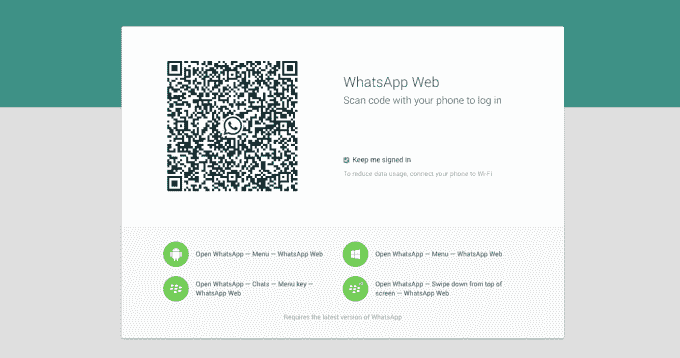 WhatsApp Web
Scan code with your phone to log in
Keep me signed in
To reduce data usage, connect your phone to Wi-Fi
Open WhatsApp – Menu – WhatsApp Web
Open WhatsApp – Menu – WhatsApp Web
Open WhatsApp – Chats – Menu key –
WhatsApp Web
Open WhatsApp – Swipe down from top of
screen – WhatsApp Web
Requires the latest version of WhatsApp